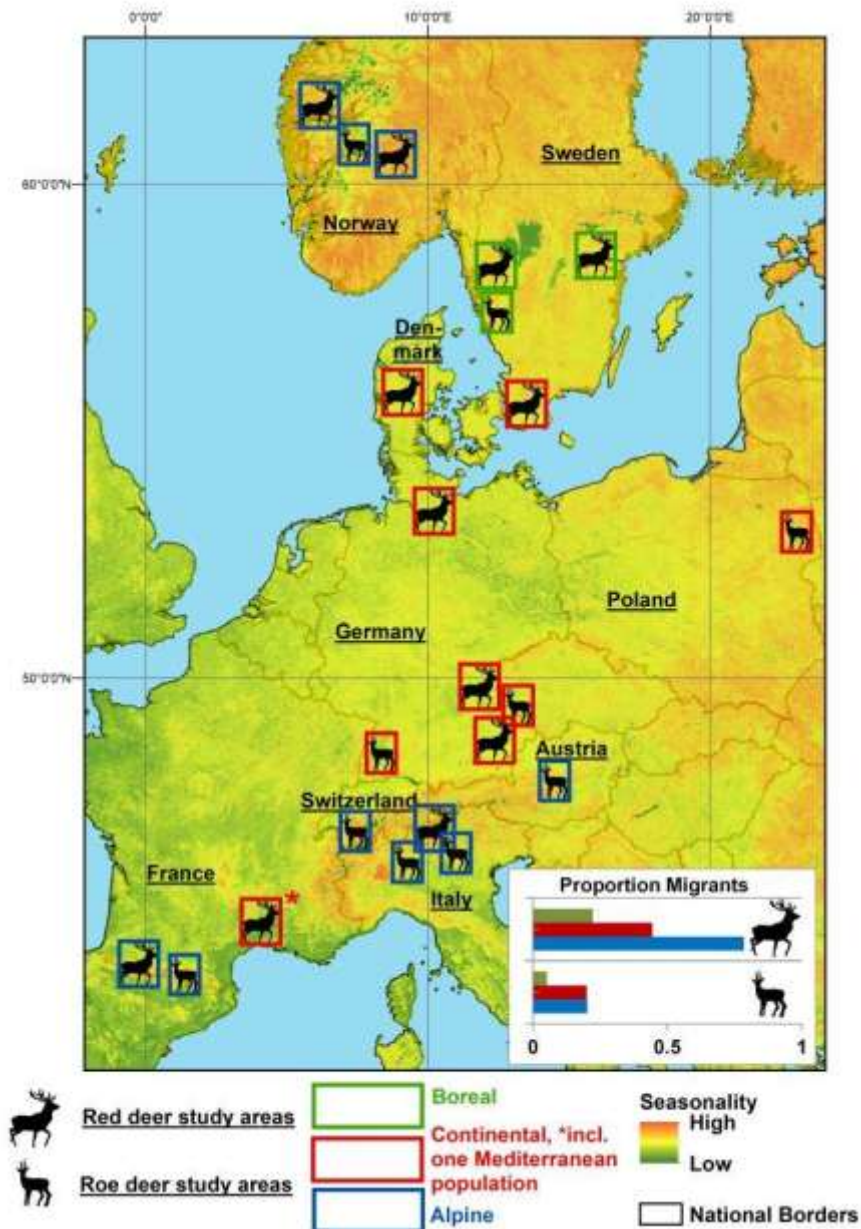 0°0'0"
10°0'0"E
20°0'0"E
60°0'0"N
50°0'0"N
Sweden
Norway
Den-
mark
Poland
Germany
Austria
Switzerland
France
*
Italy
Proportion Migrants
0
0.5
1
Red deer study areas
Roe deer study areas
Boreal
Continental, *incl.
one Mediterranean
population
Alpine
Seasonality
High
Low
National Borders